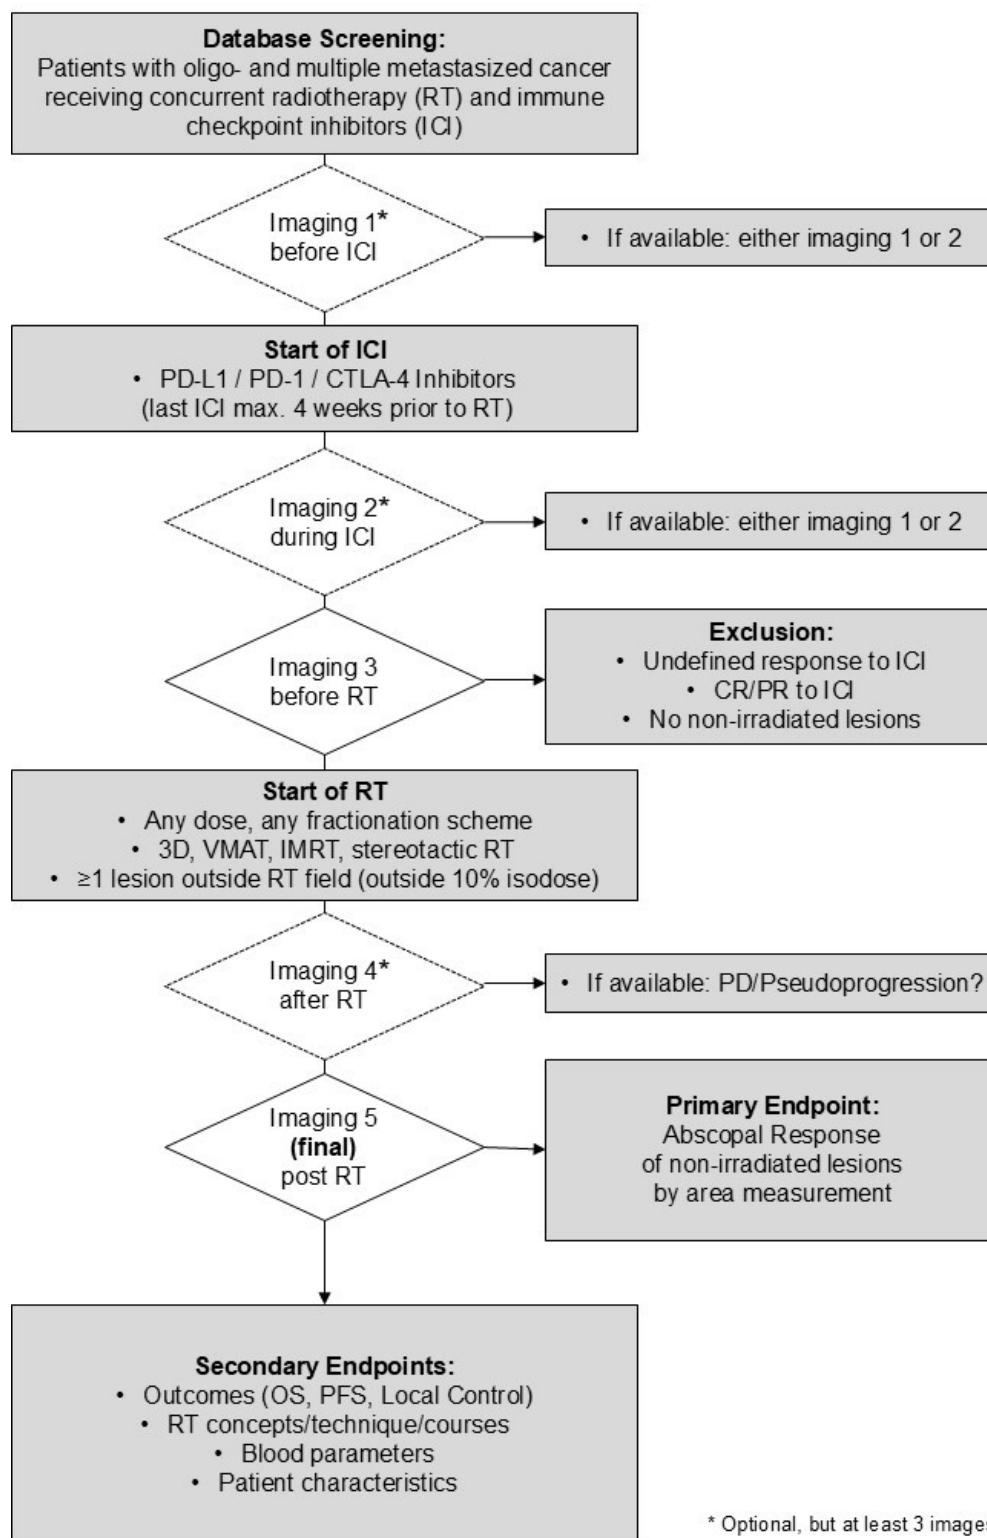 Database Screening:
Patients with oligo- and multiple metastasized cancer
receiving concurrent radiotherapy (RT) and immune
checkpoint inhibitors (ICI)
Imaging 1*
before ICI
• If available: either imaging 1 or 2
Start of ICI
• PD-L1 / PD-1 / CTLA-4 Inhibitors
(last ICI max. 4 weeks prior to RT)
Imaging 2*
during ICI
• If available: either imaging 1 or 2
Imaging 3
before RT
Exclusion:
• Undefined response to ICI
• CR/PR to ICI
• No non-irradiated lesions
Start of RT
• Any dose, any fractionation scheme
• 3D, VMAT, IMRT, stereotactic RT
• ≥1 lesion outside RT field (outside 10% isodose)
Imaging 4*
after RT
• If available: PD/Pseudoprogression?
Imaging 5
(final)
post RT
Primary Endpoint:
Abscopal Response
of non-irradiated lesions
by area measurement
Secondary Endpoints:
• Outcomes (OS, PFS, Local Control)
• RT concepts/technique/courses
• Blood parameters
• Patient characteristics
* Optional, but at least 3 images